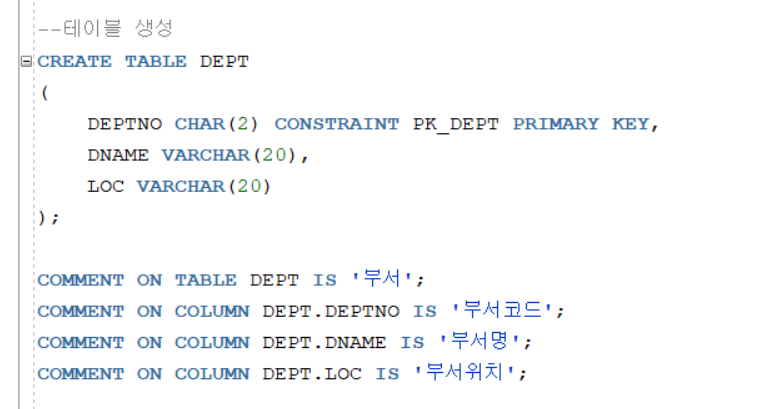 --테이블 생성
CREATE TABLE DEPT
(
DEPTNO CHAR(2) CONSTRAINT PK_DEPT PRIMARY KEY,
DNAME VARCHAR(20),
LOC VARCHAR(20)
);
COMMENT ON TABLE DEPT IS '부서';
COMMENT ON COLUMN DEPT.DEPTNO IS '부서코드';
COMMENT ON COLUMN DEPT.DNAME IS '부서명';
COMMENT ON COLUMN DEPT.LOC IS '부서위치';